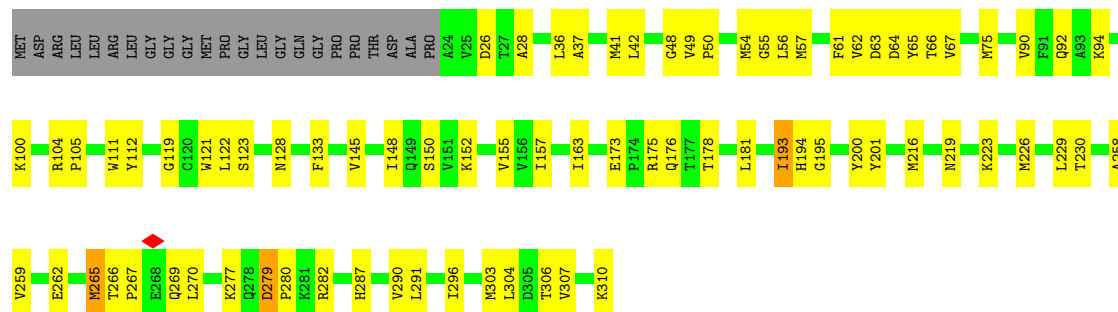 MET ASP ARG LEU LEU ARG LEU GLY GLY GLY MET PRO GLY LEU GLY GLN GLY PRO PRO THR ASP ALA PRO A24 V25 D26 T27 A28 L36 A37 M41 L42 G48 V49 P50 M54 G55 L56 M57 F61 V62 D63 D64 Y65 T66 V67 M75 V90 F91 Q92 A93 K94
K100 R104 P105 W111 Y112 G119 C120 W121 L122 S123 N128 F133 V145 I148 Q149 S150 V151 K152 V155 V156 I157 I163 E173 P174 R175 Q176 T177 T178 L181 I193 H194 G195 Y200 Y201 M216 N219 K223 M226 L229 T230 A258
V259 E262 M265 T266 P267 E268 Q269 L270 K277 Q278 D279 P280 K281 R282 H287 V290 L291 I296 M303 L304 D305 T306 V307 K310